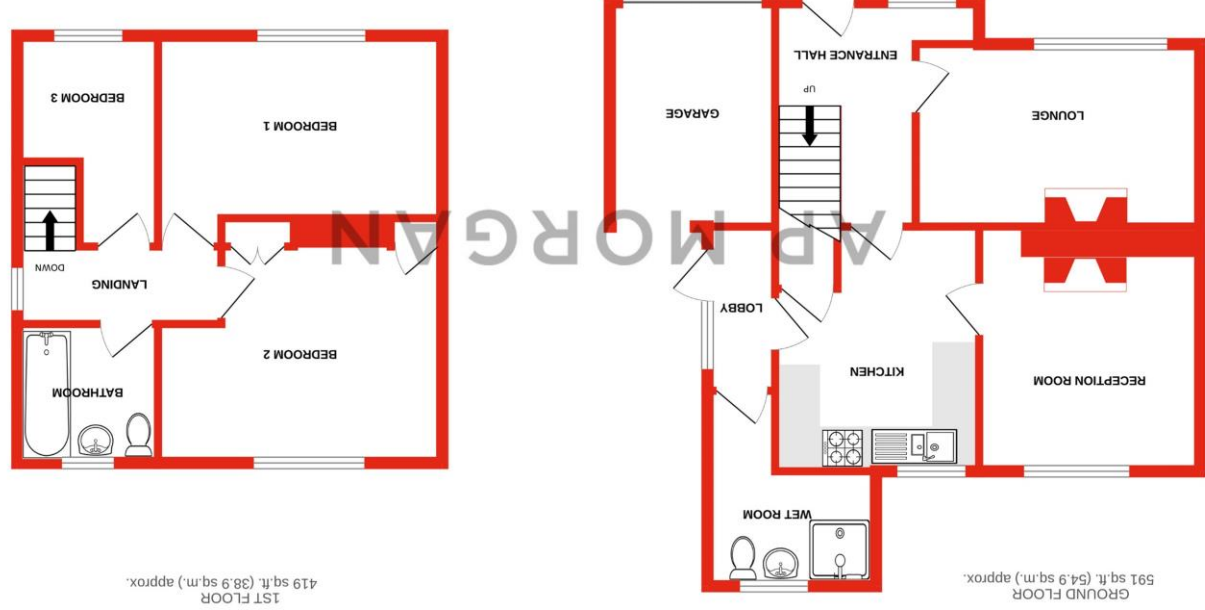 GROUND FLOOR
591 sq.ft. (54.9 sq.m.) approx.
1ST FLOOR
419 sq.ft. (38.9 sq.m.) approx.
WET ROOM
RECEPTION ROOM
KITCHEN
LOBBY
LOUNGE
GARAGE
UP
ENTRANCE HALL
BATHROOM
BEDROOM 2
LANDING
DOWN
BEDROOM 1
BEDROOM 3
AP MORGAN